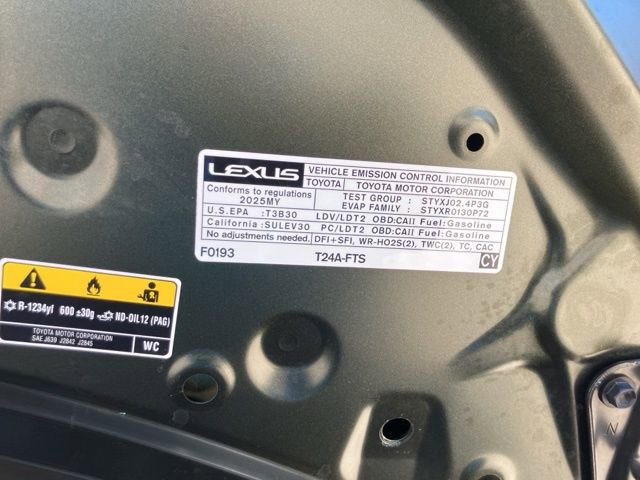 LEXUS VEHICLE EMISSION CONTROL INFORMATION
TOYOTA TOYOTA MOTOR CORPORATION
Conforms to regulations TEST GROUP : STYXJ02.4P3G
2025MY EVAP FAMILY : STYXR0130P72
U.S.EPA :T3B30 LDV/LDT2 OBD:CAII Fuel:Gasoline
California :SULEV30 PC/LDT2 OBD:CAII Fuel:Gasoline
No adjustments needed. DFI+SFI, WR-HO2S(2), TWC(2), TC, CAC
F0193 T24A-FTS CY
R-1234yf 600 ±30g ND-OIL12 (PAG)
TOYOTA MOTOR CORPORATION
SAE J639 J2842 J2845
WC
N